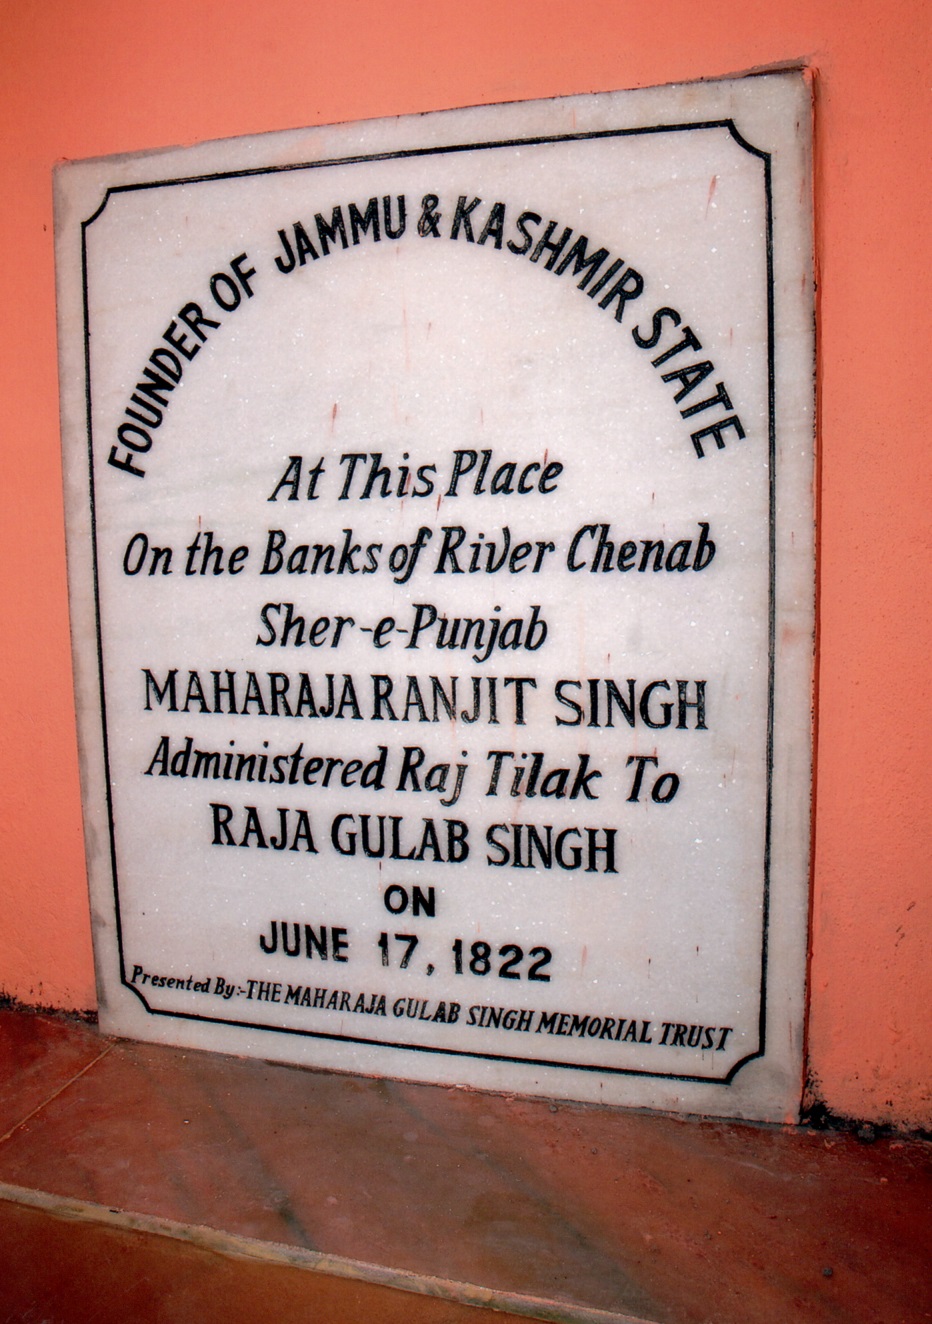 FOUNDER OF JAMMU & KASHMIR STATE
At This Place
On the Banks of River Chenab
Sher-e-Punjab
MAHARAJA RANJIT SINGH
Administered Raj Tilak To
RAJA GULAB SINGH
ON
JUNE 17, 1822
Presented By:-THE MAHARAJA GULAB SINGH MEMORIAL TRUST